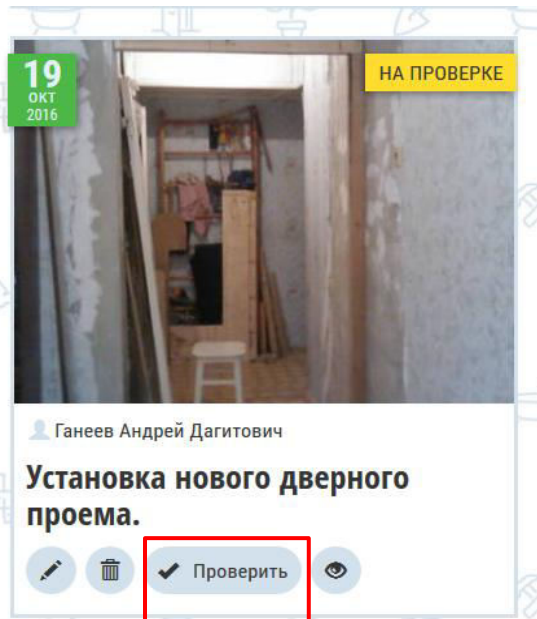 19
ОКТ
2016
НА ПРОВЕРКЕ
Ганеев Андрей Дагитович
Установка нового дверного
проема.
Проверить